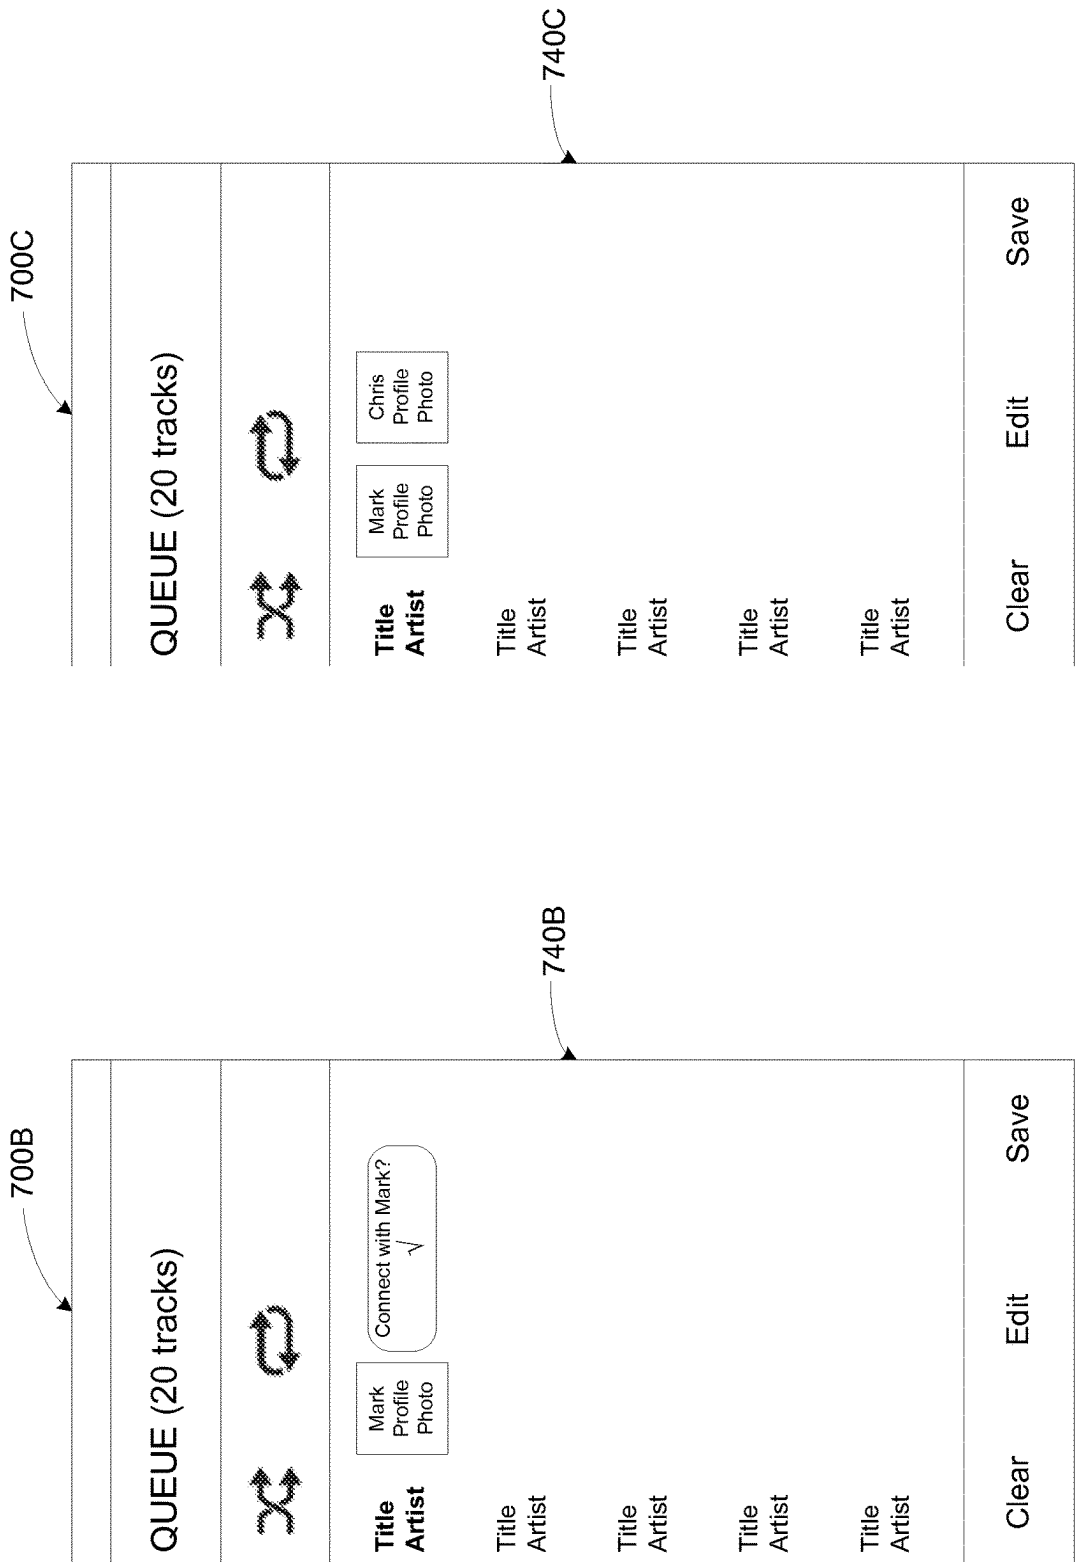 700B
QUEUE (20 tracks)
Title
Artist
Mark
Profile
Photo
Connect with Mark?
√
Title
Artist
Title
Artist
Title
Artist
Title
Artist
Clear Edit Save
740B
700C
QUEUE (20 tracks)
Title
Artist
Mark
Profile
Photo
Chris
Profile
Photo
Title
Artist
Title
Artist
Title
Artist
Title
Artist
Clear Edit Save
740C